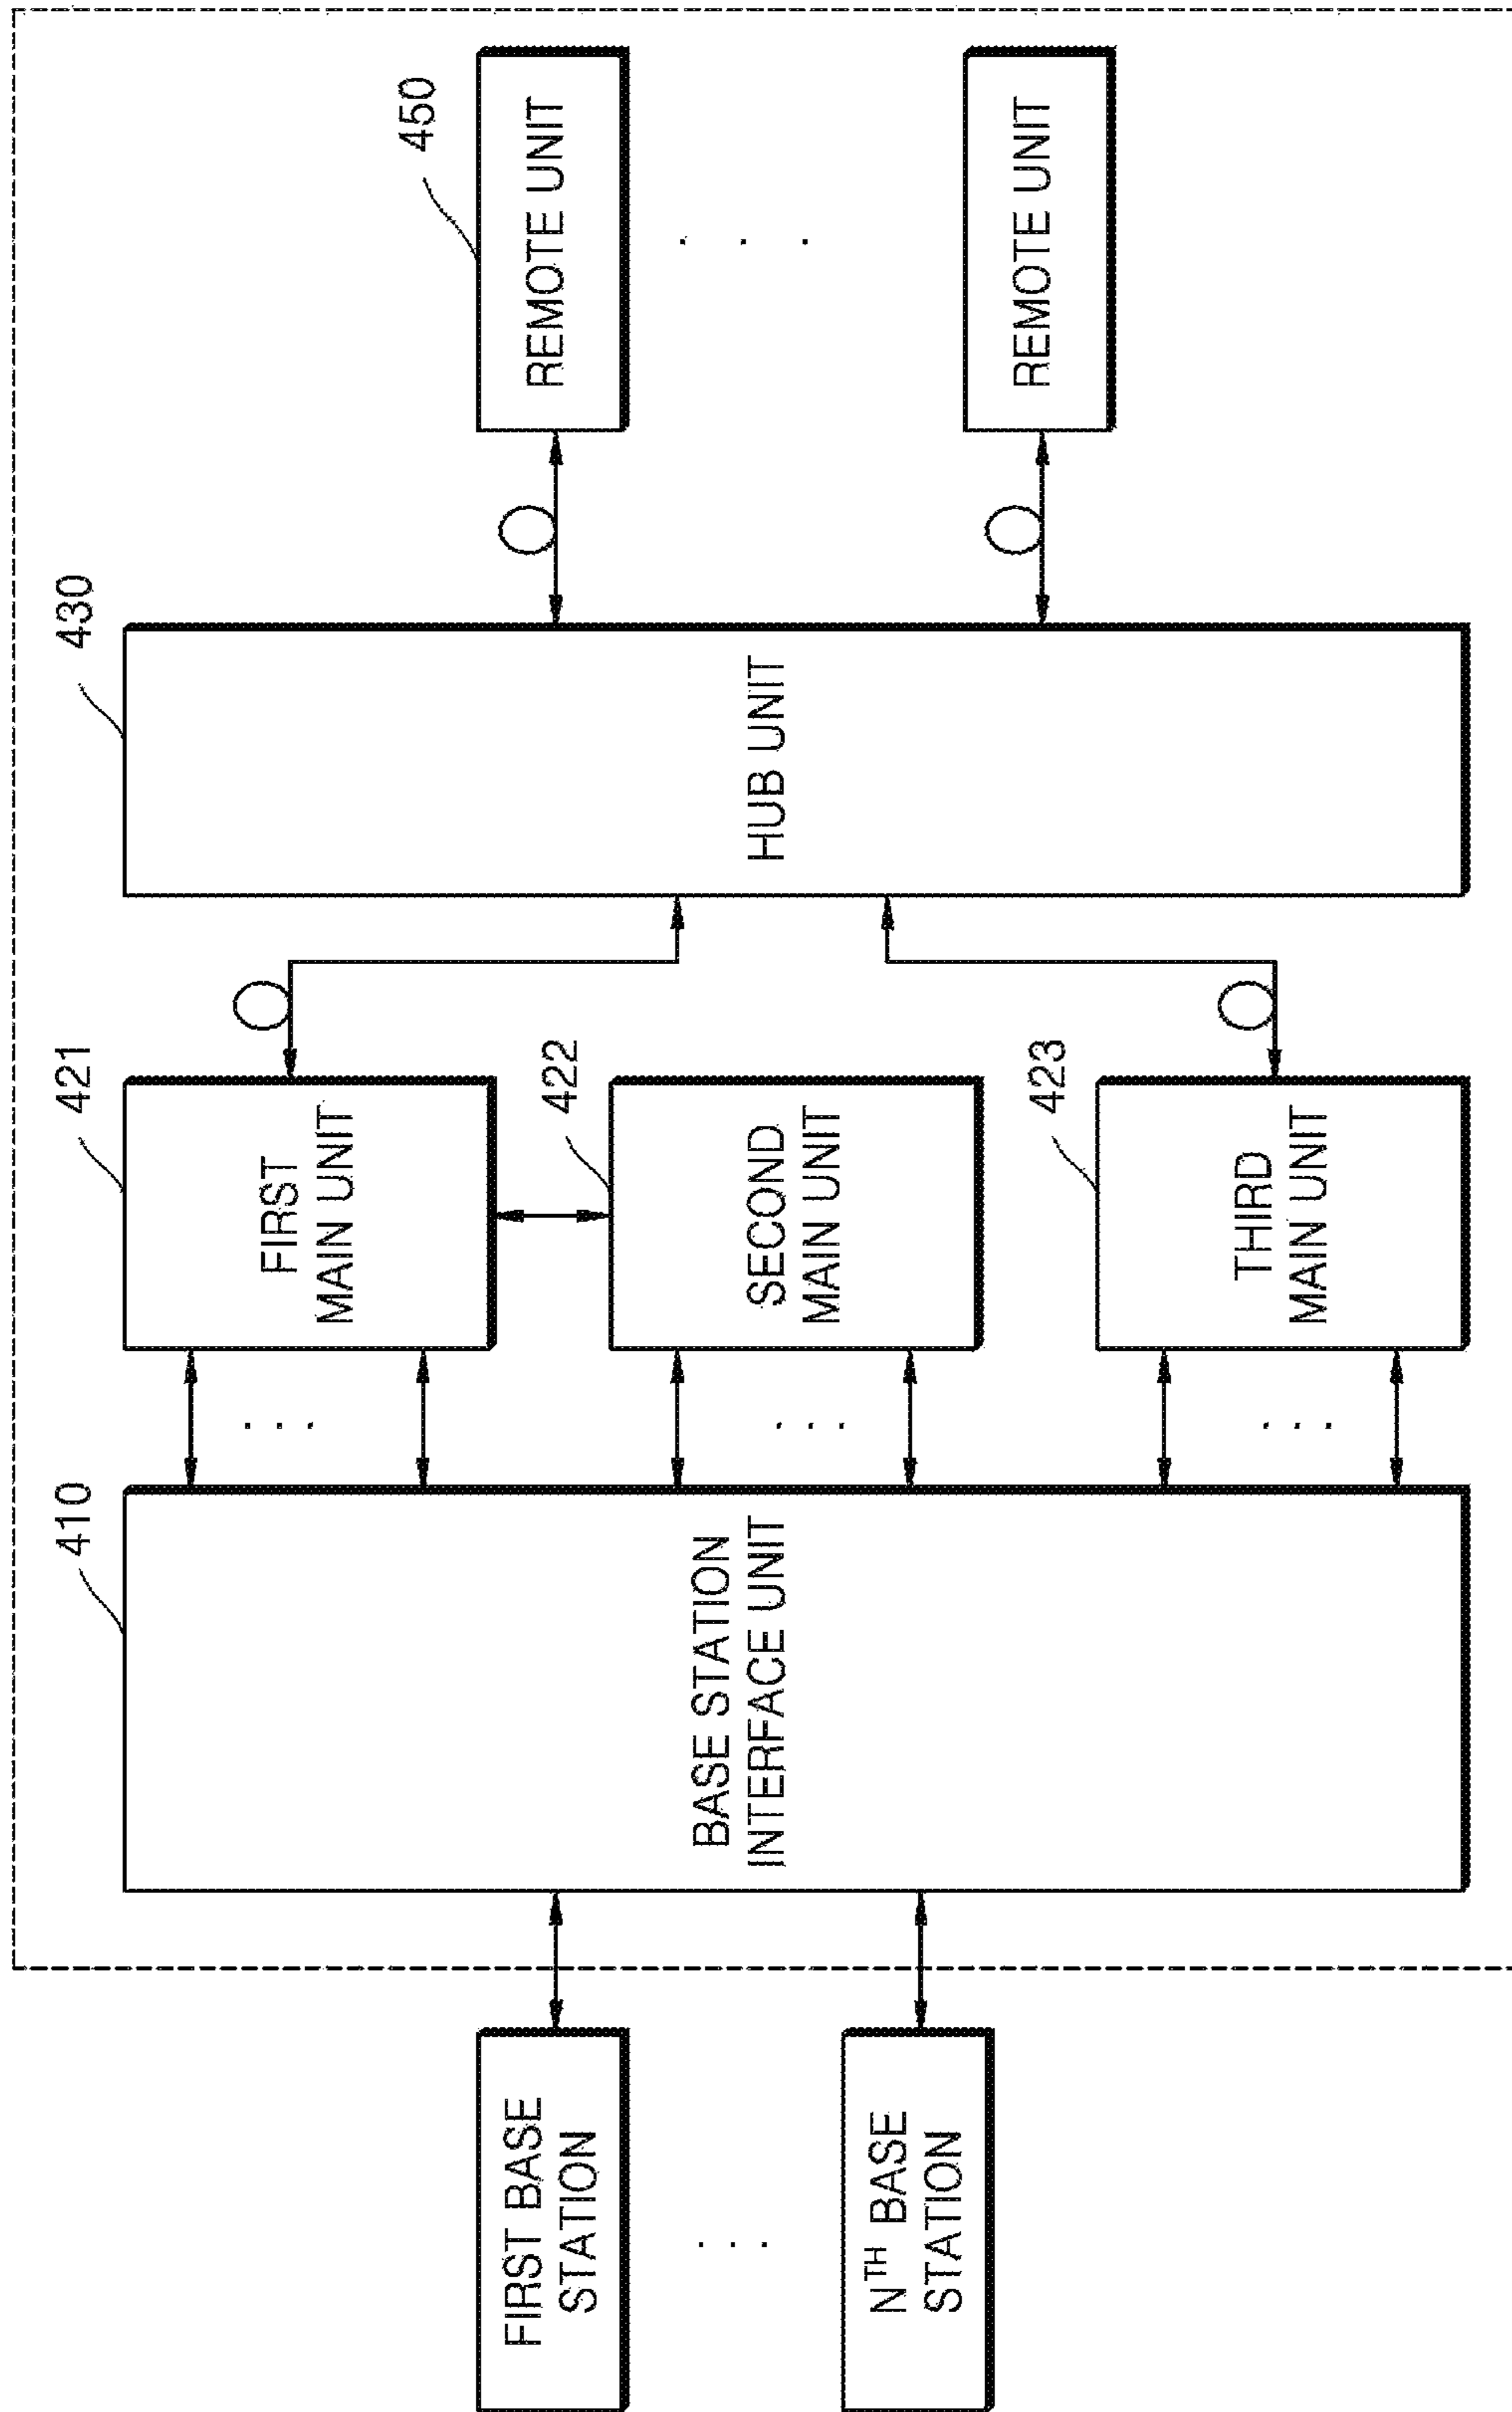 FIRST BASE
STATION
. . .
Nᵀᴴ BASE
STATION
410
BASE STATION
INTERFACE UNIT
. . .
. . .
. . .
421
FIRST
MAIN UNIT
422
SECOND
MAIN UNIT
423
THIRD
MAIN UNIT
430
HUB UNIT
450
REMOTE UNIT
. . .
REMOTE UNIT